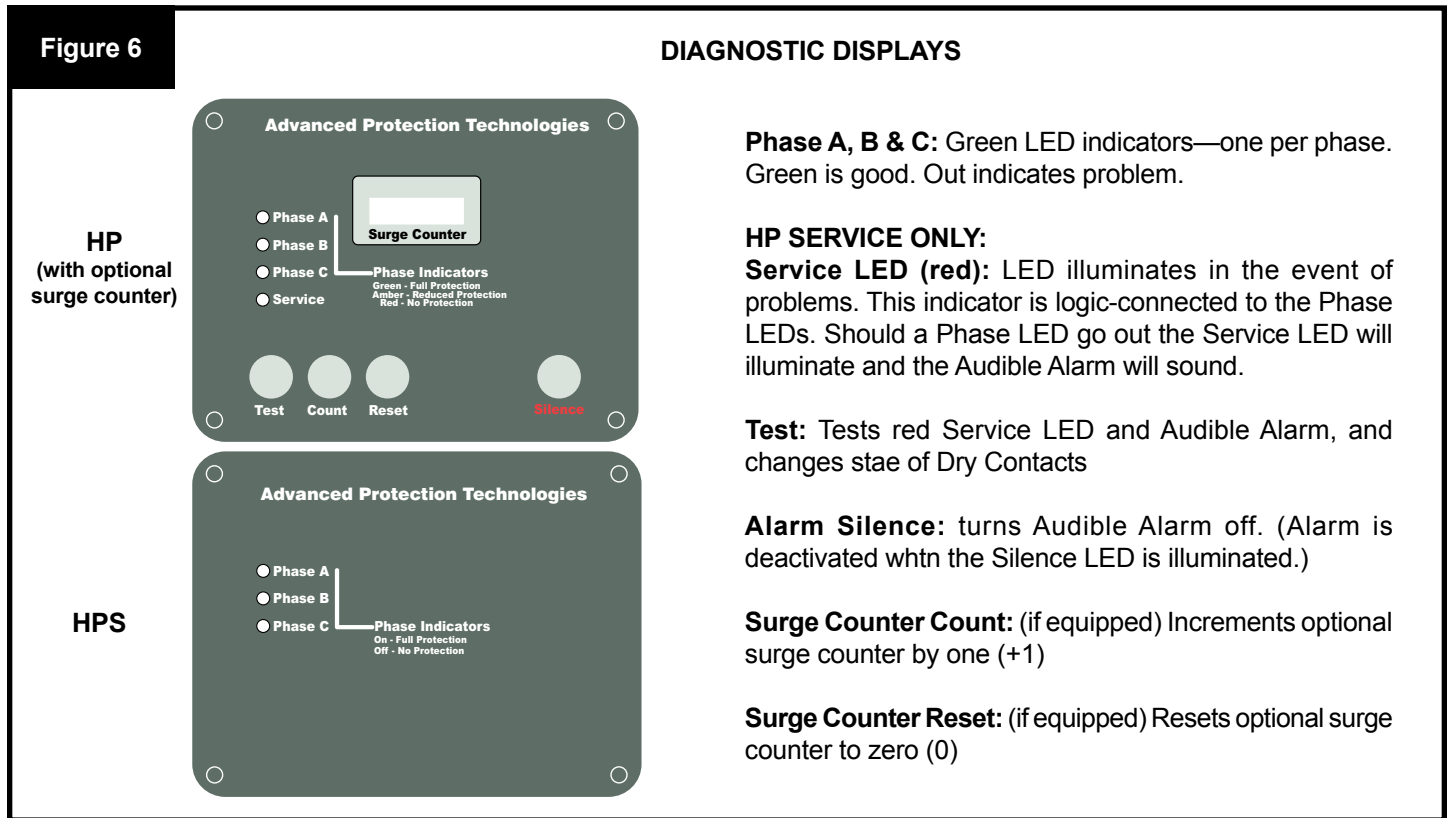 Figure 6
DIAGNOSTIC DISPLAYS
HP
(with optional
surge counter)
Advanced Protection Technologies
Surge Counter
Phase A
Phase B
Phase C
Service
Phase Indicators
Green - Full Protection
Amber - Reduced Protection
Red - No Protection
Test
Count
Reset
Silence
HPS
Advanced Protection Technologies
Phase A
Phase B
Phase C
Phase Indicators
On - Full Protection
Off - No Protection
Phase A, B & C: Green LED indicators—one per phase.
Green is good. Out indicates problem.
HP SERVICE ONLY:
Service LED (red): LED illuminates in the event of
problems. This indicator is logic-connected to the Phase
LEDs. Should a Phase LED go out the Service LED will
illuminate and the Audible Alarm will sound.
Test: Tests red Service LED and Audible Alarm, and
changes stae of Dry Contacts
Alarm Silence: turns Audible Alarm off. (Alarm is
deactivated whtn the Silence LED is illuminated.)
Surge Counter Count: (if equipped) Increments optional
surge counter by one (+1)
Surge Counter Reset: (if equipped) Resets optional surge
counter to zero (0)